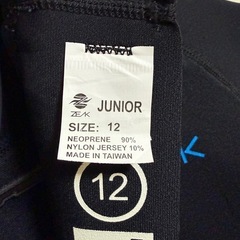 JUNIOR
ZEAK
SIZE: 12
NEOPRENE 90%
NYLON JERSEY 10%
MADE IN TAIWAN
12